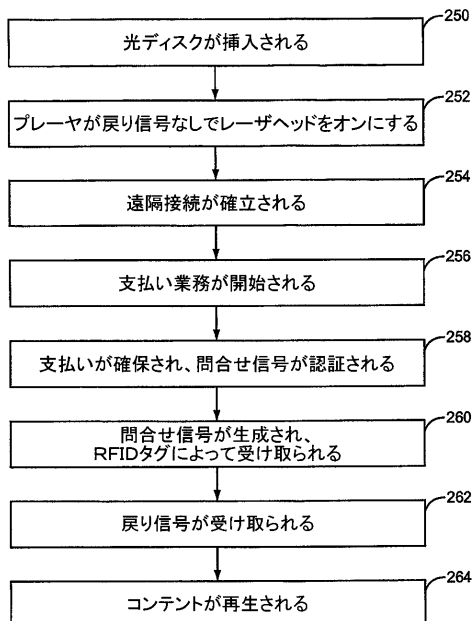 250
光ディスクが挿入される
252
プレーヤが戻り信号なしでレーザヘッドをオンにする
254
遠隔接続が確立される
256
支払い業務が開始される
258
支払いが確保され、問合せ信号が認証される
260
問合せ信号が生成され、
RFIDタグによって受け取られる
262
戻り信号が受け取られる
264
コンテントが再生される